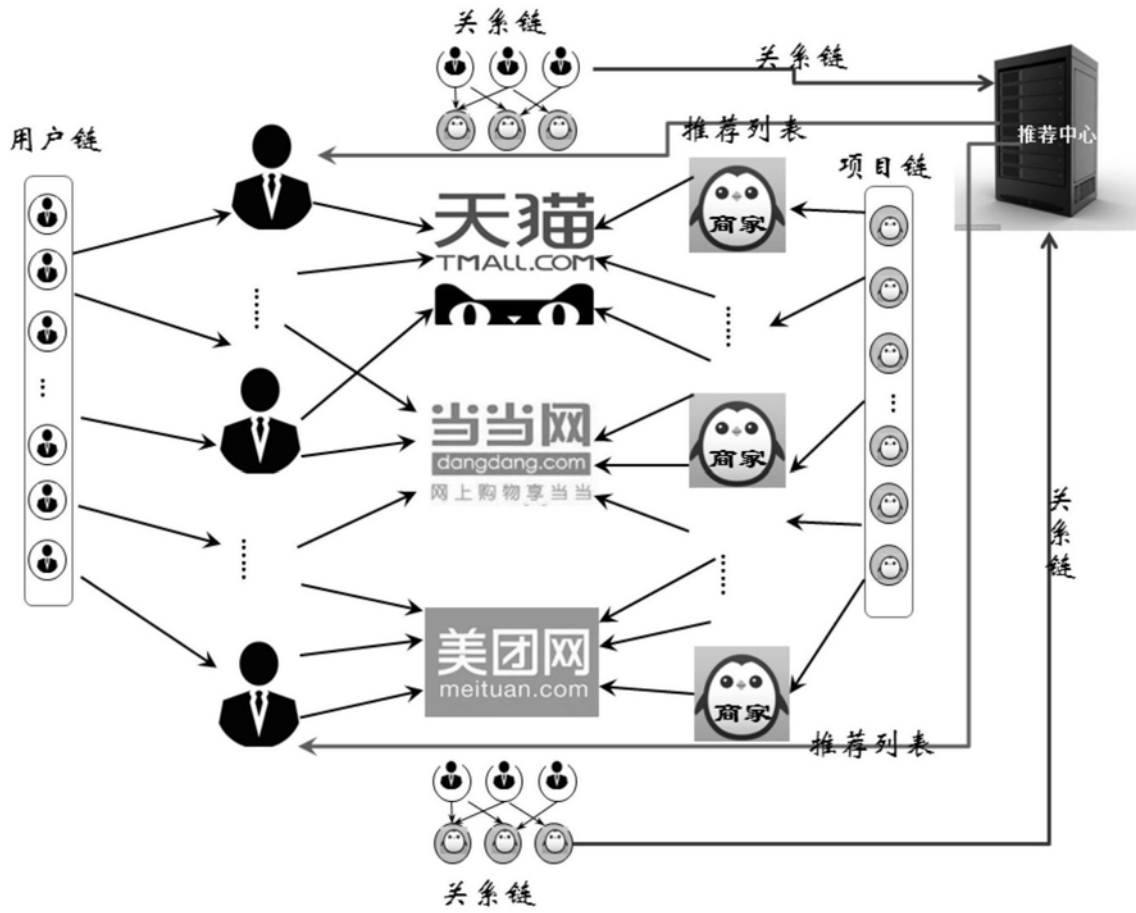 关系链
关系链
用户链
推荐列表
推荐中心
项目链
天猫
TMALL.COM
商家
当当网
dangdang.com
网上购物享当当
商家
关系链
美团网
meituan.com
商家
推荐列表
关系链